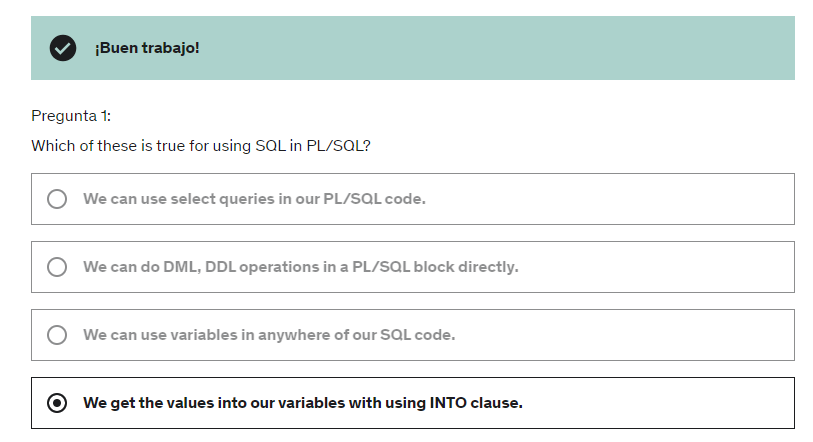 ¡Buen trabajo!
Pregunta 1:
Which of these is true for using SQL in PL/SQL?
We can use select queries in our PL/SQL code.
We can do DML, DDL operations in a PL/SQL block directly.
We can use variables in anywhere of our SQL code.
We get the values into our variables with using INTO clause.